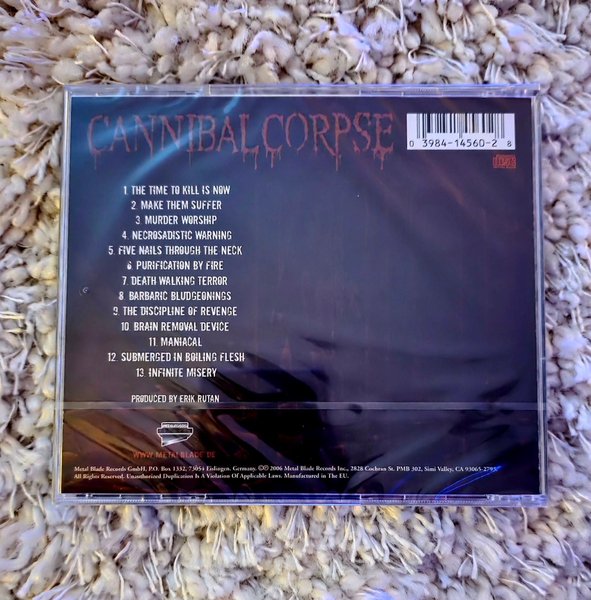 CANNIBAL CORPSE
0 3984-14560-2 8
1. THE TIME TO KILL IS NOW
2. MAKE THEM SUFFER
3. MURDER WORSHIP
4. NECROSADISTIC WARNING
5. FIVE NAILS THROUGH THE NECK
6. PURIFICATION BY FIRE
7. DEATH WALKING TERROR
8. BARBARIC BLUDGEONINGS
9. THE DISCIPLINE OF REVENGE
10. BRAIN REMOVAL DEVICE
11. MANIACAL
12. SUBMERGED IN BOILING FLESH
13. INFINITE MISERY
PRODUCED BY ERIK RUTAN
WWW.METALBLADE.DE
Metal Blade Records GmbH, P.O. Box 1332, 73054 Eislingen, Germany. ℗© 2006 Metal Blade Records Inc., 2828 Cochran St. PMB 302, Simi Valley, CA 93065-2793.
All Rights Reserved. Unauthorized Duplication Is A Violation Of Applicable Laws. Manufactured in The EU.